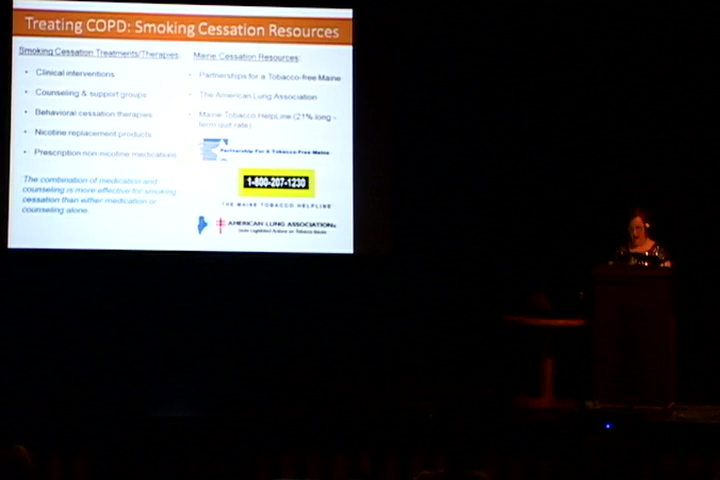 Treating COPD: Smoking Cessation Resources
Smoking Cessation Treatments/Therapies:
• Clinical interventions
• Counseling & support groups
• Behavioral cessation therapies
• Nicotine replacement products
• Prescription non-nicotine medications
The combination of medication and
counseling is more effective for smoking
cessation than either medication or
counseling alone.
Maine Cessation Resources:
• Partnerships for a Tobacco-free Maine
• The American Lung Association
• Maine Tobacco HelpLine (21% long -
term quit rate)
Partnership For A Tobacco-Free Maine
1-800-207-1230
THE MAINE TOBACCO HELPLINE
AMERICAN LUNG ASSOCIATION